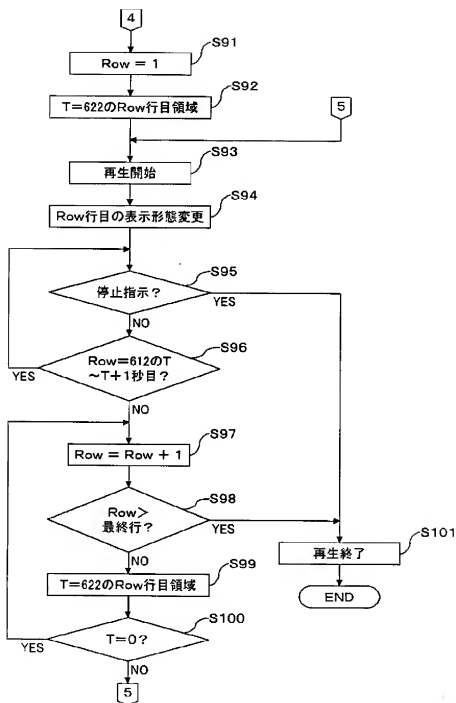 4
S91
Row = 1
S92
T=622のRow行目領域
5
S93
再生開始
S94
Row行目の表示形態変更
S95
停止指示?
YES
NO
S96
Row=612のT
~T+1秒目?
YES
NO
S97
Row = Row + 1
S98
Row>
最終行?
YES
NO
S99
T=622のRow行目領域
S100
T=0?
YES
NO
5
S101
再生終了
END